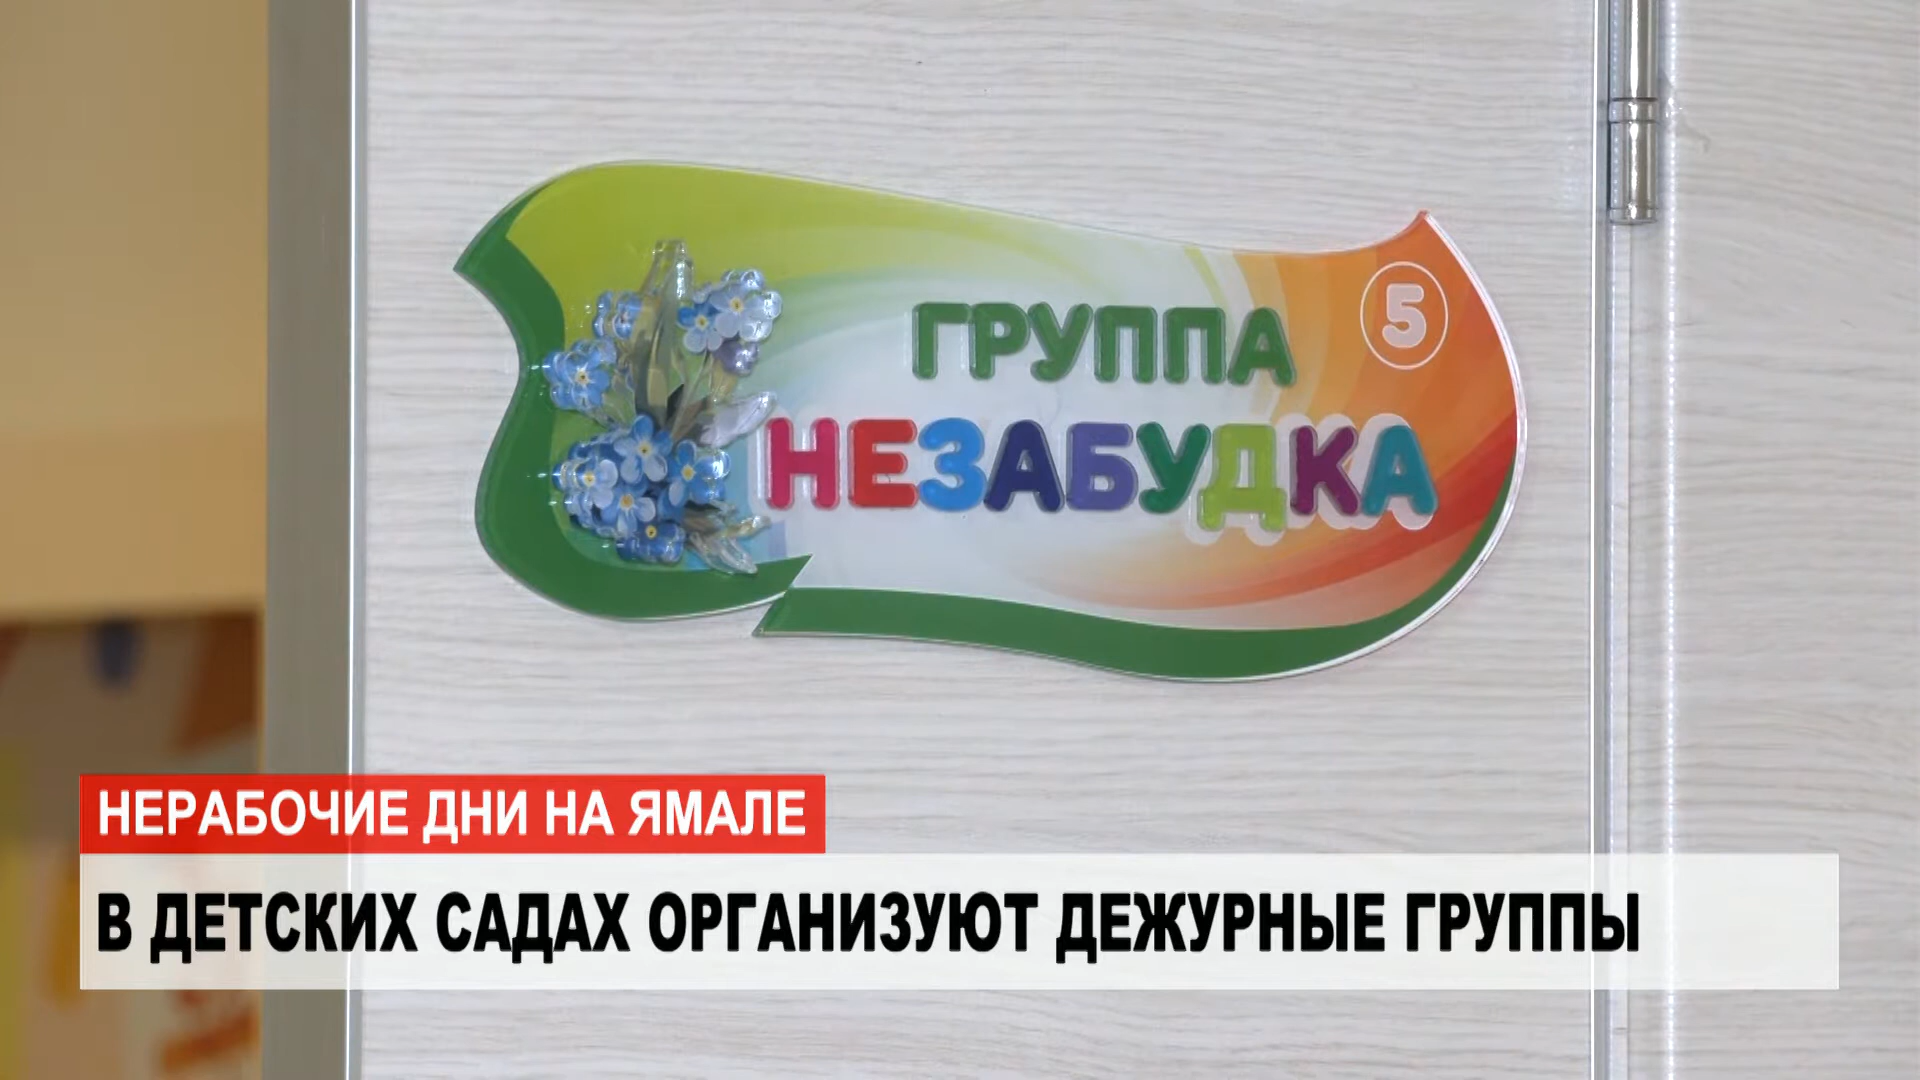 ГРУППА
5
НЕЗАБУДКА
НЕРАБОЧИЕ ДНИ НА ЯМАЛЕ
В ДЕТСКИХ САДАХ ОРГАНИЗУЮТ ДЕЖУРНЫЕ ГРУППЫ